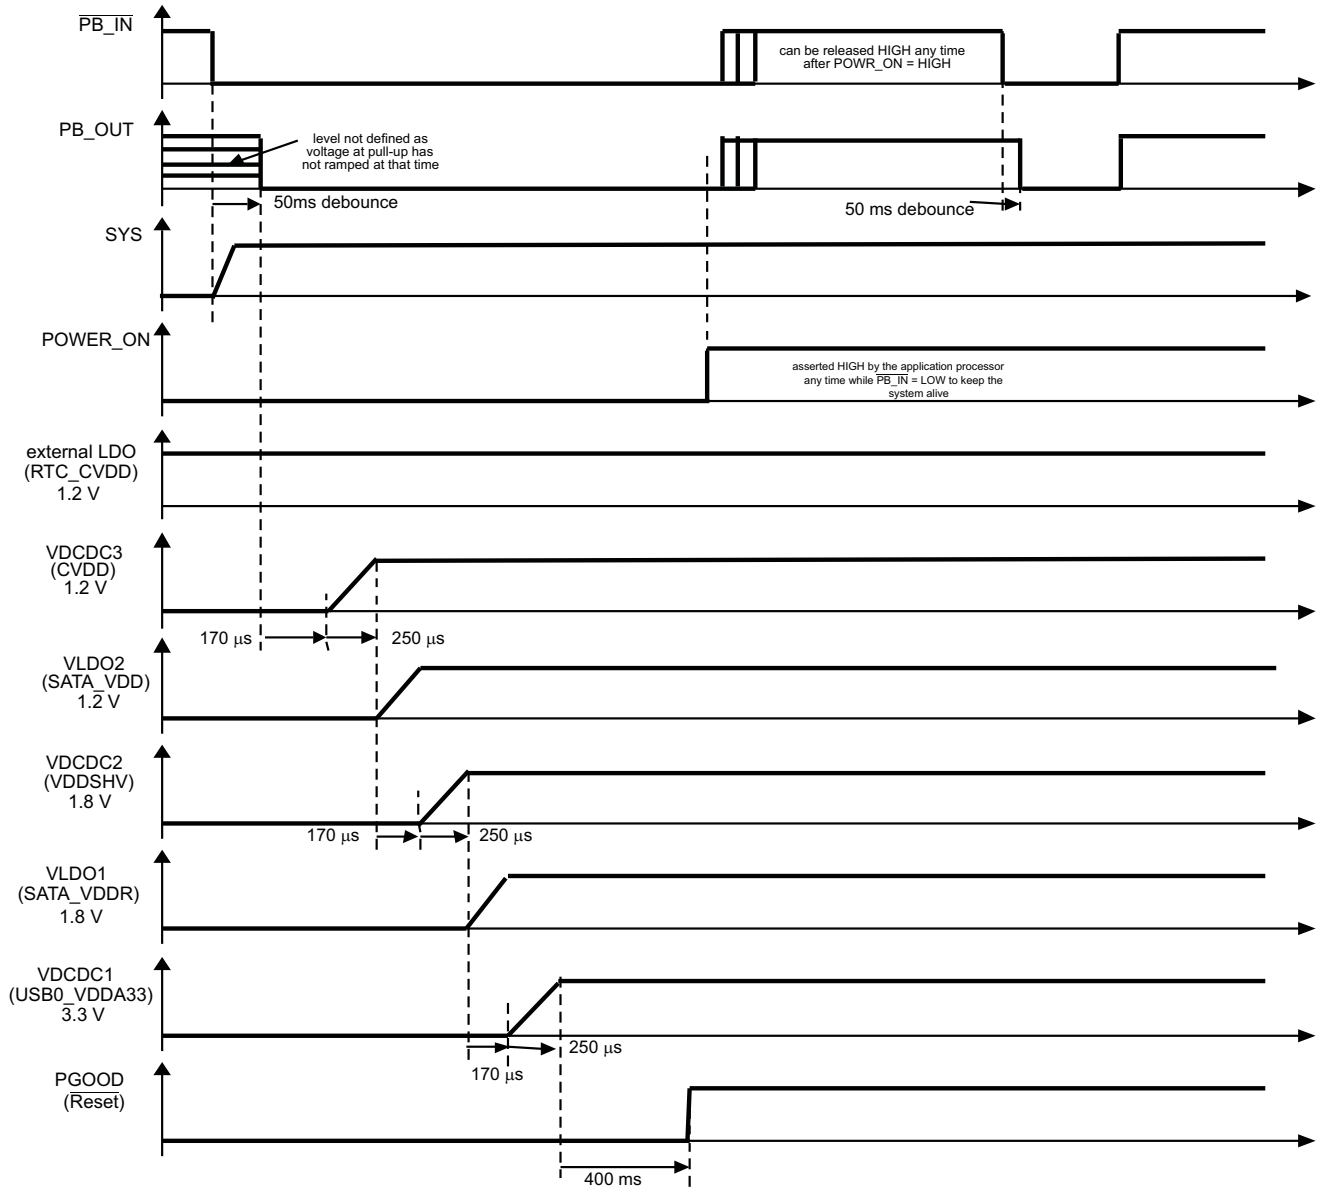 PB_IN
can be released HIGH any time
after POWR_ON = HIGH
PB_OUT
level not defined as
voltage at pull-up has
not ramped at that time
50ms debounce
50 ms debounce
SYS
POWER_ON
asserted HIGH by the application processor
any time while PB_IN = LOW to keep the
system alive
external LDO
(RTC_CVDD)
1.2 V
VDCDC3
(CVDD)
1.2 V
170 µs
250 µs
VLDO2
(SATA_VDD)
1.2 V
VDCDC2
(VDDSHV)
1.8 V
170 µs
250 µs
VLDO1
(SATA_VDDR)
1.8 V
VDCDC1
(USB0_VDDA33)
3.3 V
250 µs
170 µs
PGOOD
(Reset)
400 ms